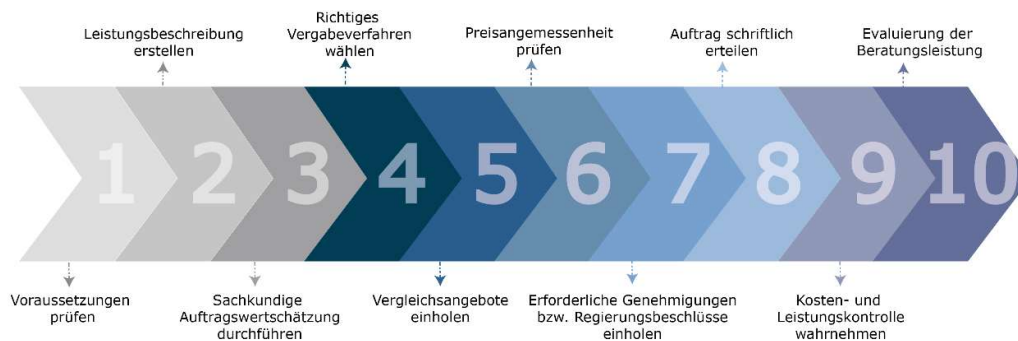 Leistungsbeschreibung
erstellen
Richtiges
Vergabeverfahren
wählen
Preisangemessenheit
prüfen
Auftrag schriftlich
erteilen
Evaluierung der
Beratungsleistung
1 2 3 4 5 6 7 8 9 10
Voraussetzungen
prüfen
Sachkundige
Auftragswertschätzung
durchführen
Vergleichsangebote
einholen
Erforderliche Genehmigungen
bzw. Regierungsbeschlüsse
einholen
Kosten- und
Leistungskontrolle
wahrnehmen